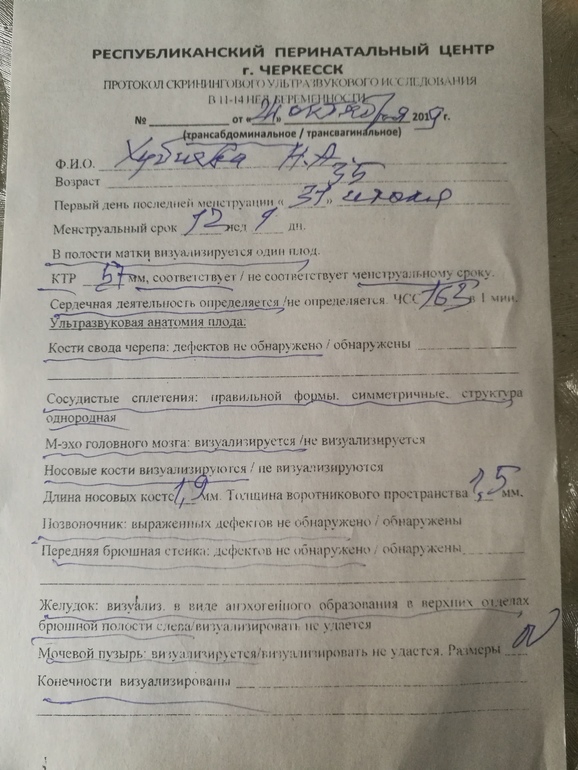 РЕСПУБЛИКАНСКИЙ ПЕРИНАТАЛЬНЫЙ ЦЕНТР
г. ЧЕРКЕССК
ПРОТОКОЛ СКРИНИНГОВОГО УЛЬТРАЗВУКОВОГО ИССЛЕДОВАНИЯ
В 11-14 НЕД БЕРЕМЕННОСТИ
№ ____________ от « 24 » октября 2019 г.
(трансабдоминальное / трансвагинальное)
Ф.И.О. Н.А.
Возраст 35
Первый день последней менструации « 31 » июля
Менструальный срок 12 нед 1 дн.
В полости матки визуализируется один плод.
КТР 57 мм, соответствует / не соответствует менструальному сроку.
Сердечная деятельность определяется /не определяется. ЧСС 163 в 1 мин.
Ультразвуковая анатомия плода:
Кости свода черепа: дефектов не обнаружено / обнаружены
Сосудистые сплетения: правильной формы, симметричные, структура
однородная
М-эхо головного мозга: визуализируется /не визуализируется
Носовые кости визуализируются / не визуализируются
Длина носовых косте 1,9 мм. Толщина воротникового пространства 1,5 мм.
Позвоночник: выраженных дефектов не обнаружено / обнаружены
Передняя брюшная стенка: дефектов не обнаружено / обнаружены
Желудок: визуализ. в виде анэхогенного образования в верхних отделах
брюшной полости слева/визуализировать не удается
Мочевой пузырь: визуализируется/визуализировать не удастся. Размеры N
Конечности визуализированы